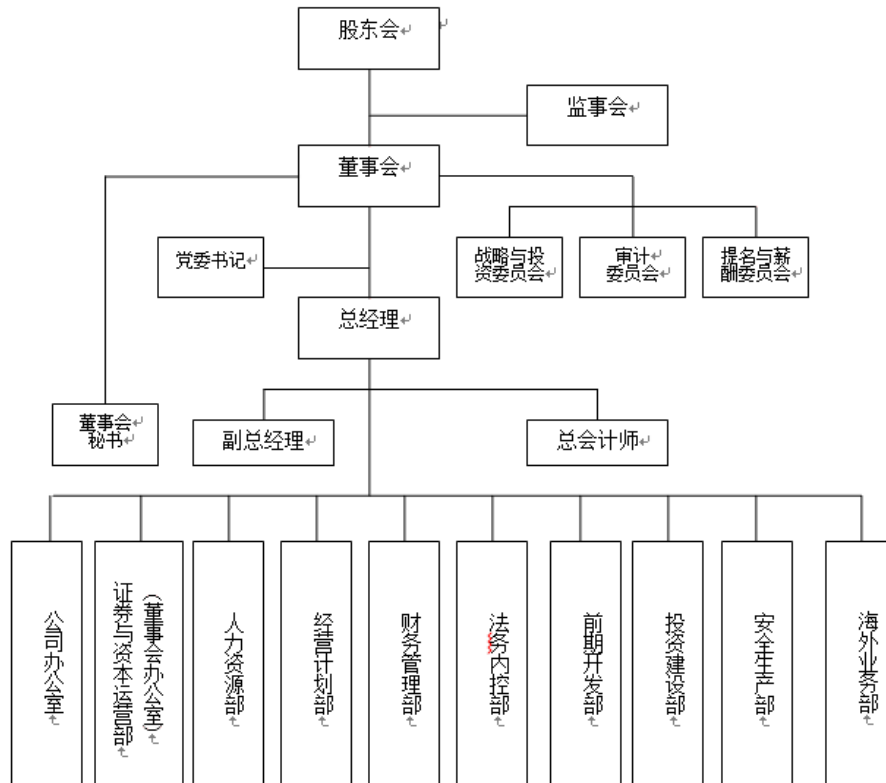 股东会
监事会
董事会
党委书记
战略与投
资委员会
审计
委员会
提名与薪
酬委员会
总经理
董事会
秘书
副总经理
总会计师
公司办公室
（董事会办公室）
证券与资本运营部
人力资源部
经营计划部
财务管理部
法务内控部
前期开发部
投资建设部
安全生产部
海外业务部